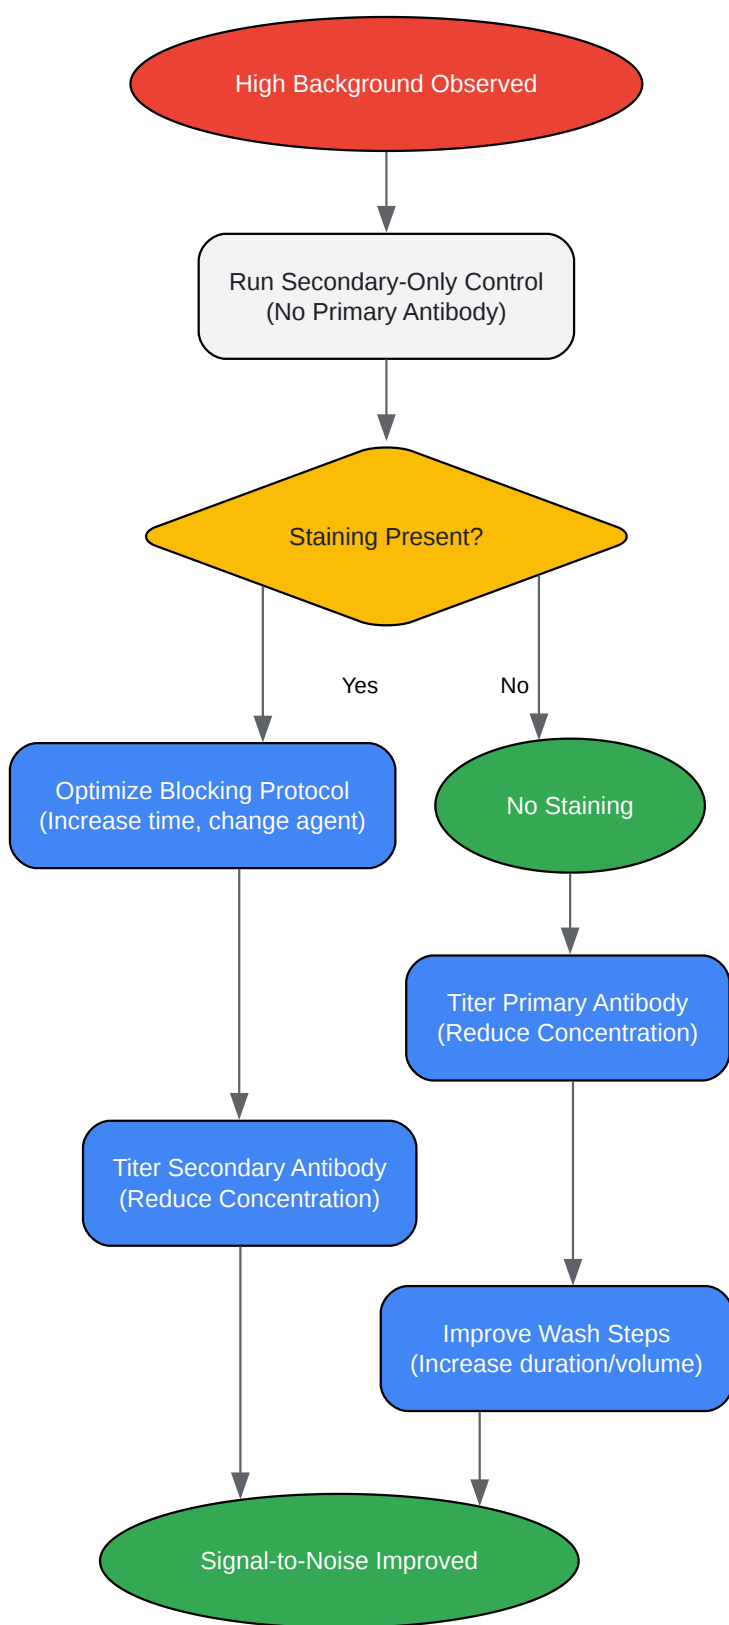 High Background Observed
Run Secondary-Only Control
(No Primary Antibody)
Staining Present?
Yes
No
Optimize Blocking Protocol
(Increase time, change agent)
No Staining
Titer Primary Antibody
(Reduce Concentration)
Titer Secondary Antibody
(Reduce Concentration)
Improve Wash Steps
(Increase duration/volume)
Signal-to-Noise Improved